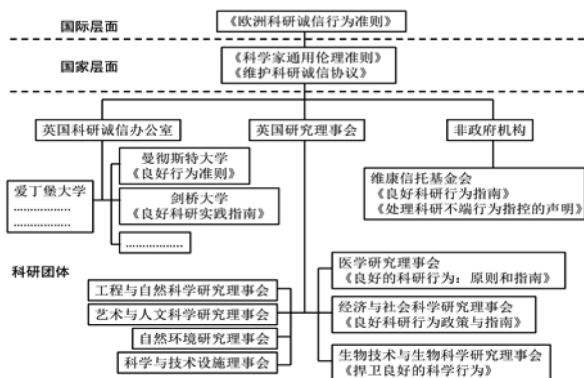 国际层面
《欧洲科研诚信行为准则》
国家层面
《科学家通用伦理准则》
《维护科研诚信协议》
英国科研诚信办公室
英国研究理事会
非政府机构
曼彻斯特大学
《良好行为准则》
爱丁堡大学
..................
..................
剑桥大学
《良好科研实践指南》
..................
维康信托基金会
《良好科研行为指南》
《处理科研不端行为指控的声明》
科研团体
工程与自然科学研究理事会
艺术与人文科学研究理事会
自然环境研究理事会
科学与技术设施理事会
医学研究理事会
《良好的科研行为：原则和指南》
经济与社会科学研究理事会
《良好科研行为政策与指南》
生物技术与生物科学研究理事会
《捍卫良好的科学行为》